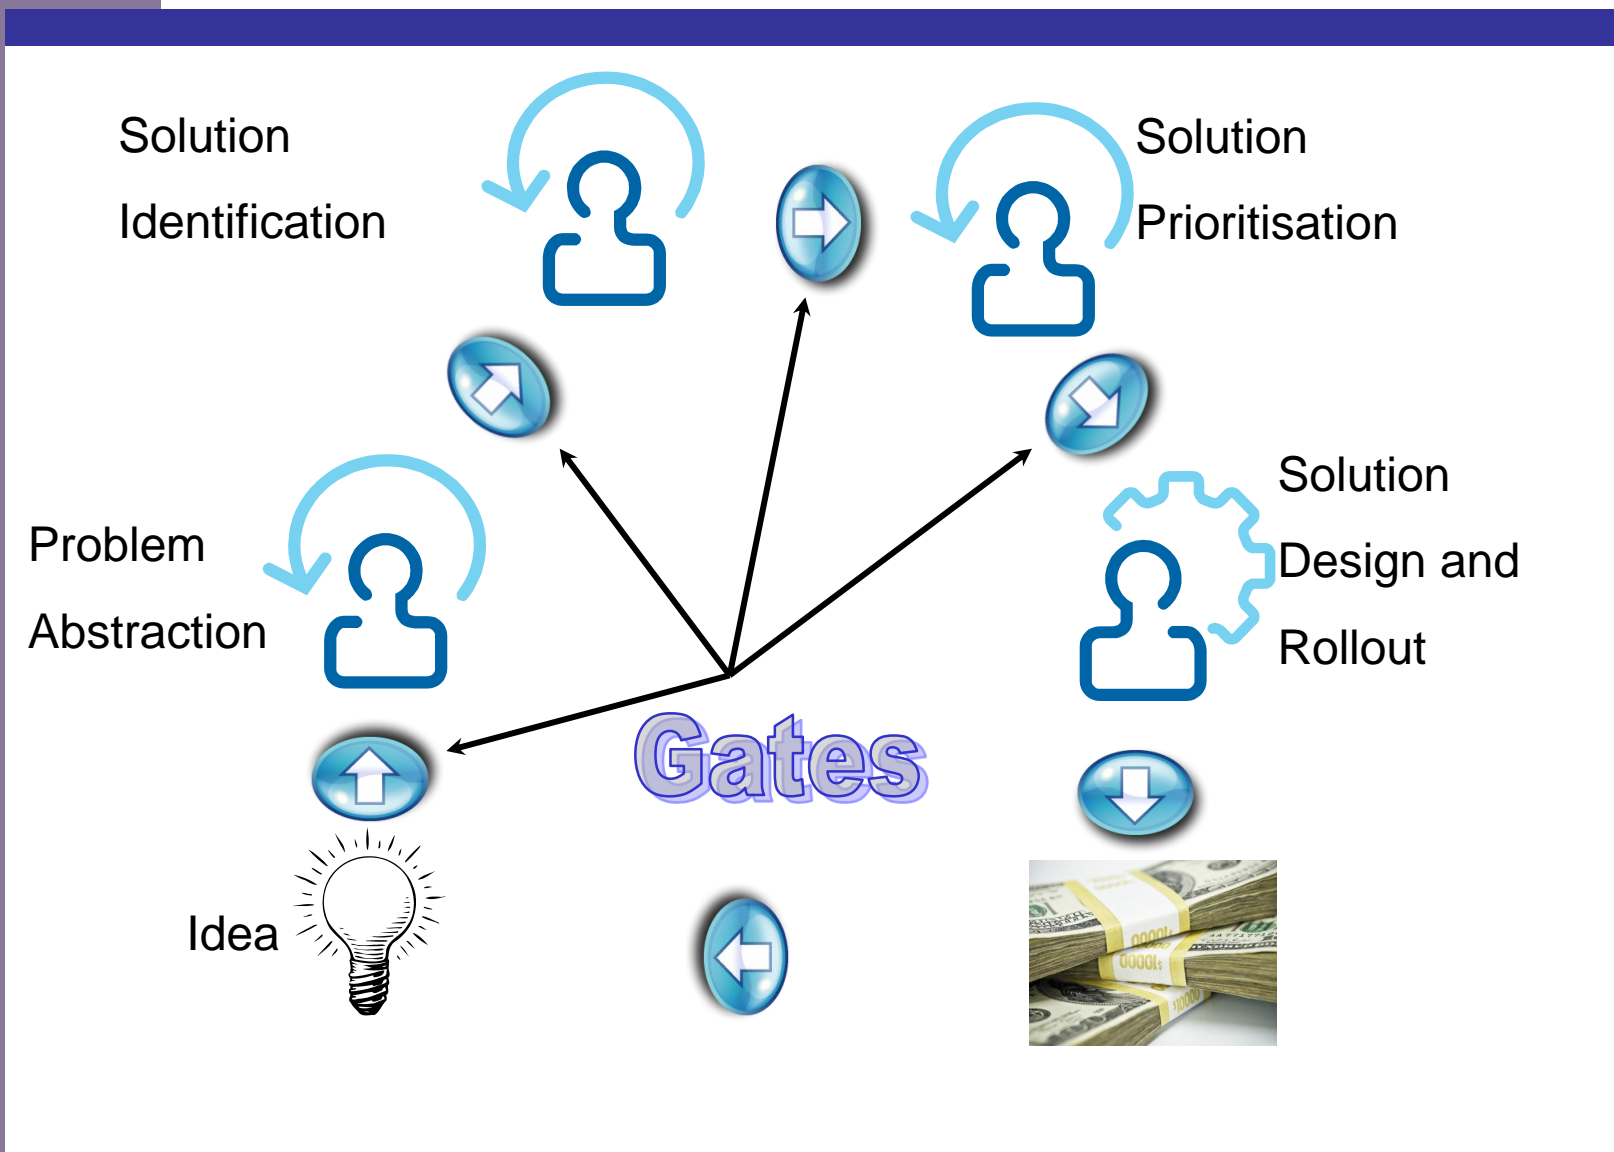 Solution
Identification
Solution
Prioritisation
Problem
Abstraction
Solution
Design and
Rollout
Gates
Idea